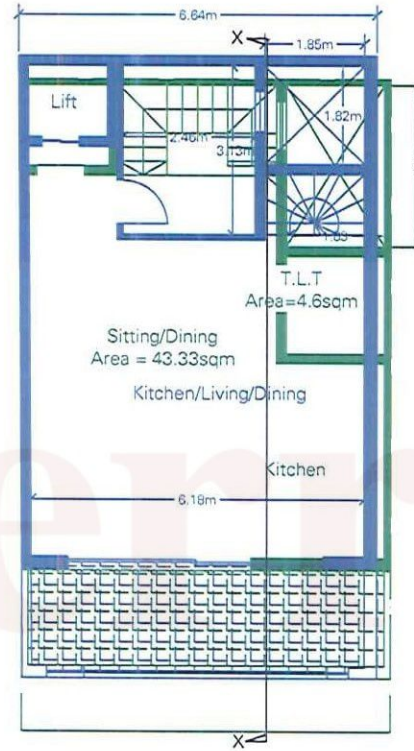 6.64m
X
1.85m
Lift
1.82m
2.46m
3.13m
1.83
T.L.T
Area=4.6sqm
Sitting/Dining
Area = 43.33sqm
Kitchen/Living/Dining
Kitchen
6.18m
X